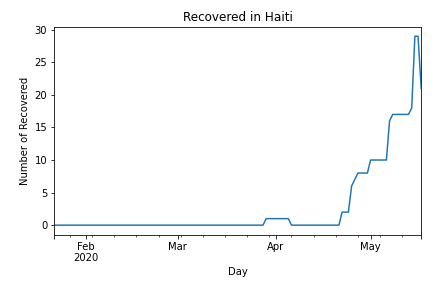 Recovered in Haiti
Number of Recovered
30
25
20
15
10
5
0
Feb
2020
Mar
Apr
May
Day